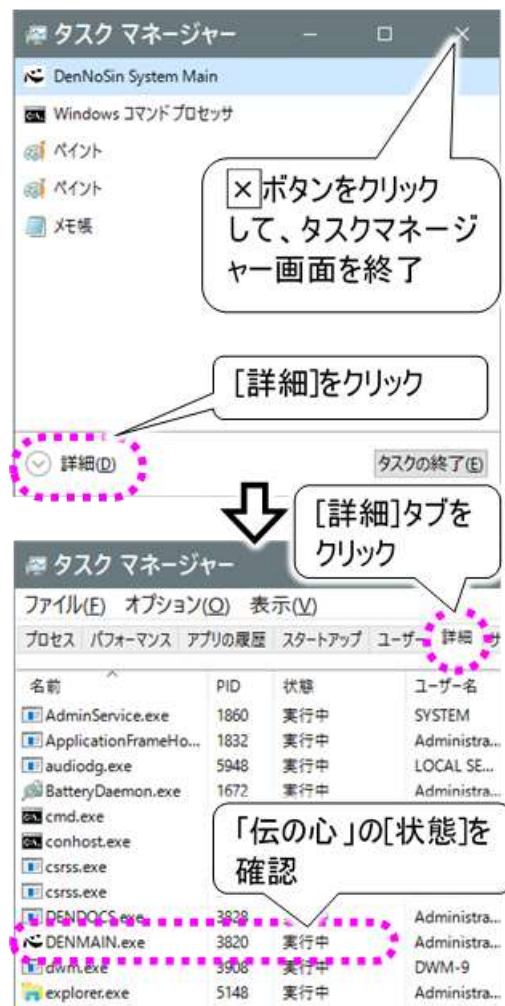 タスク マネージャー
DenNoSin System Main
Windows コマンド プロセッサ
ペイント
ペイント
メモ帳
×ボタンをクリック
して、タスクマネージ
ャー画面を終了
[詳細]をクリック
詳細(D)
タスクの終了(E)
[詳細]タブを
クリック
タスク マネージャー
ファイル(F) オプション(O) 表示(V)
プロセス パフォーマンス アプリの履歴 スタートアップ ユーザー 詳細 サ
名前 PID 状態 ユーザー名
AdminService.exe 1860 実行中 SYSTEM
ApplicationFrameHo... 1832 実行中 Administra...
audiodg.exe 5948 実行中 LOCAL SE...
BatteryDaemon.exe 1672 実行中 Administra...
cmd.exe
conhost.exe
csrss.exe
csrss.exe
「伝の心」の[状態]を
確認
DENDOCS.exe 3828 Administra...
DENMAIN.exe 3820 実行中 Administra...
dwm.exe 3908 実行中 DWM-9
explorer.exe 5148 実行中 Administra...